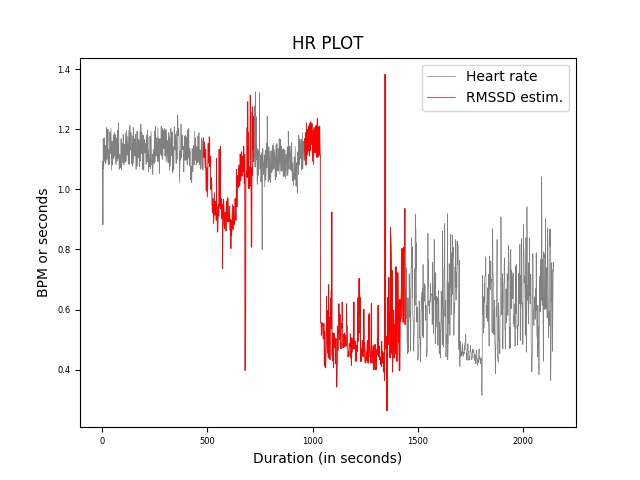 HR PLOT
Heart rate
RMSSD estim.
1.4
1.2
1.0
0.8
0.6
0.4
BPM or seconds
0
500
1000
1500
2000
Duration (in seconds)